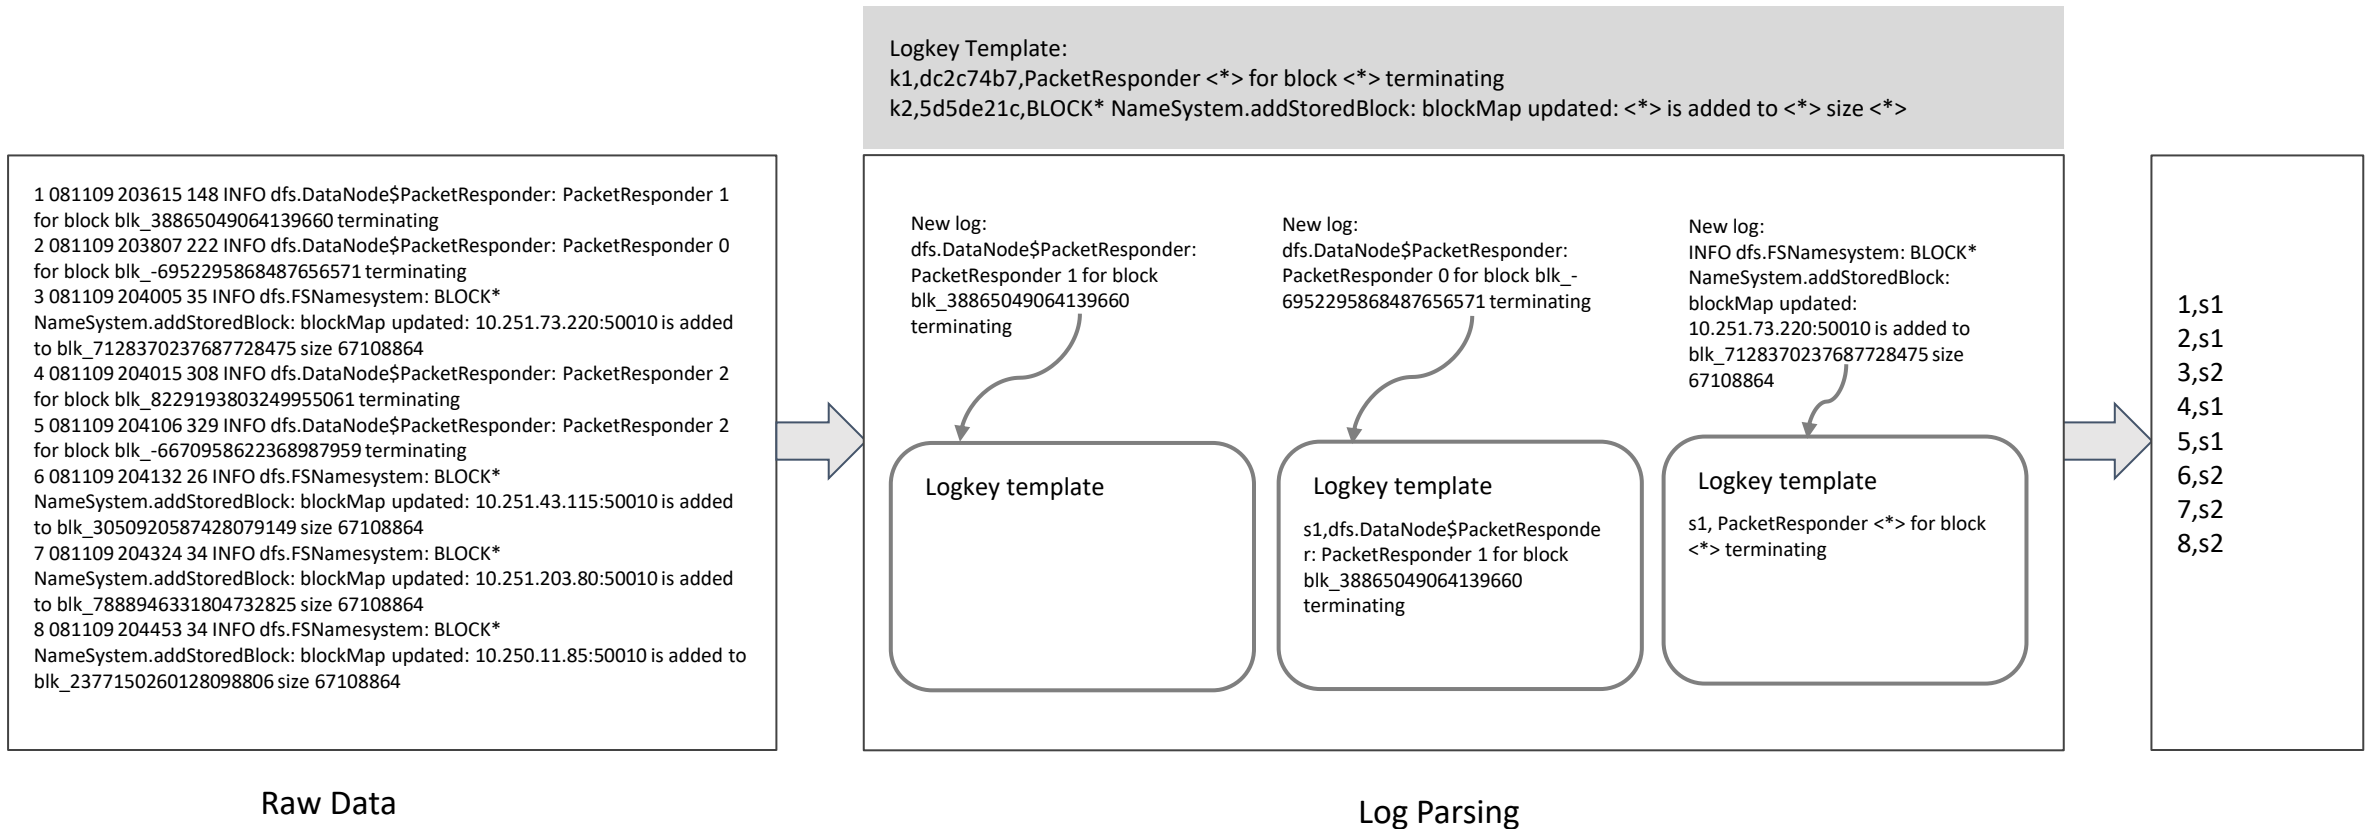 Logkey Template:
k1,dc2c74b7,PacketResponder <*> for block <*> terminating
k2,5d5de21c,BLOCK* NameSystem.addStoredBlock: blockMap updated: <*> is added to <*> size <*>
1 081109 203615 148 INFO dfs.DataNode$PacketResponder: PacketResponder 1
for block blk_38865049064139660 terminating
2 081109 203807 222 INFO dfs.DataNode$PacketResponder: PacketResponder 0
for block blk_-6952295868487656571 terminating
3 081109 204005 35 INFO dfs.FSNamesystem: BLOCK*
NameSystem.addStoredBlock: blockMap updated: 10.251.73.220:50010 is added
to blk_7128370237687728475 size 67108864
4 081109 204015 308 INFO dfs.DataNode$PacketResponder: PacketResponder 2
for block blk_8229193803249955061 terminating
5 081109 204106 329 INFO dfs.DataNode$PacketResponder: PacketResponder 2
for block blk_-6670958622368987959 terminating
6 081109 204132 26 INFO dfs.FSNamesystem: BLOCK*
NameSystem.addStoredBlock: blockMap updated: 10.251.43.115:50010 is added
to blk_3050920587428079149 size 67108864
7 081109 204324 34 INFO dfs.FSNamesystem: BLOCK*
NameSystem.addStoredBlock: blockMap updated: 10.251.203.80:50010 is added
to blk_7888946331804732825 size 67108864
8 081109 204453 34 INFO dfs.FSNamesystem: BLOCK*
NameSystem.addStoredBlock: blockMap updated: 10.250.11.85:50010 is added to
blk_2377150260128098806 size 67108864
New log:
dfs.DataNode$PacketResponder:
PacketResponder 1 for block
blk_38865049064139660
terminating
Logkey template
New log:
dfs.DataNode$PacketResponder:
PacketResponder 0 for block blk_-
6952295868487656571 terminating
Logkey template
s1,dfs.DataNode$PacketResponde
r: PacketResponder 1 for block
blk_38865049064139660
terminating
New log:
INFO dfs.FSNamesystem: BLOCK*
NameSystem.addStoredBlock:
blockMap updated:
10.251.73.220:50010 is added to
blk_7128370237687728475 size
67108864
Logkey template
s1, PacketResponder <*> for block
<*> terminating
1,s1
2,s1
3,s2
4,s1
5,s1
6,s2
7,s2
8,s2
Raw Data
Log Parsing